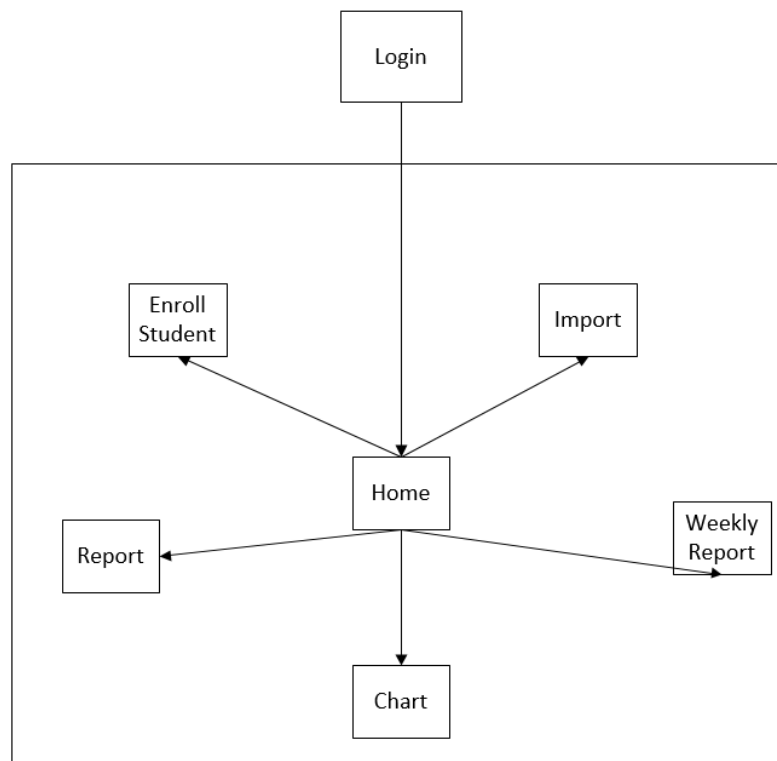 Login
Enroll
Student
Import
Home
Report
Weekly
Report
Chart